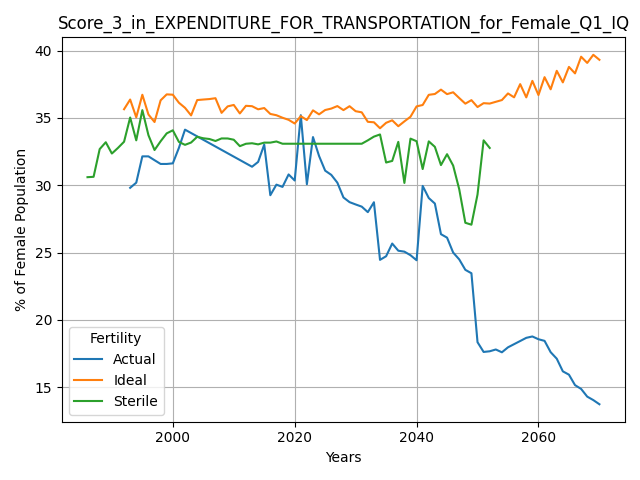 Score_3_in_EXPENDITURE_FOR_TRANSPORTATION_for_Female_Q1_IQ
40
35
30
25
20
15
% of Female Population
Fertility
Actual
Ideal
Sterile
2000 2020 2040 2060
Years